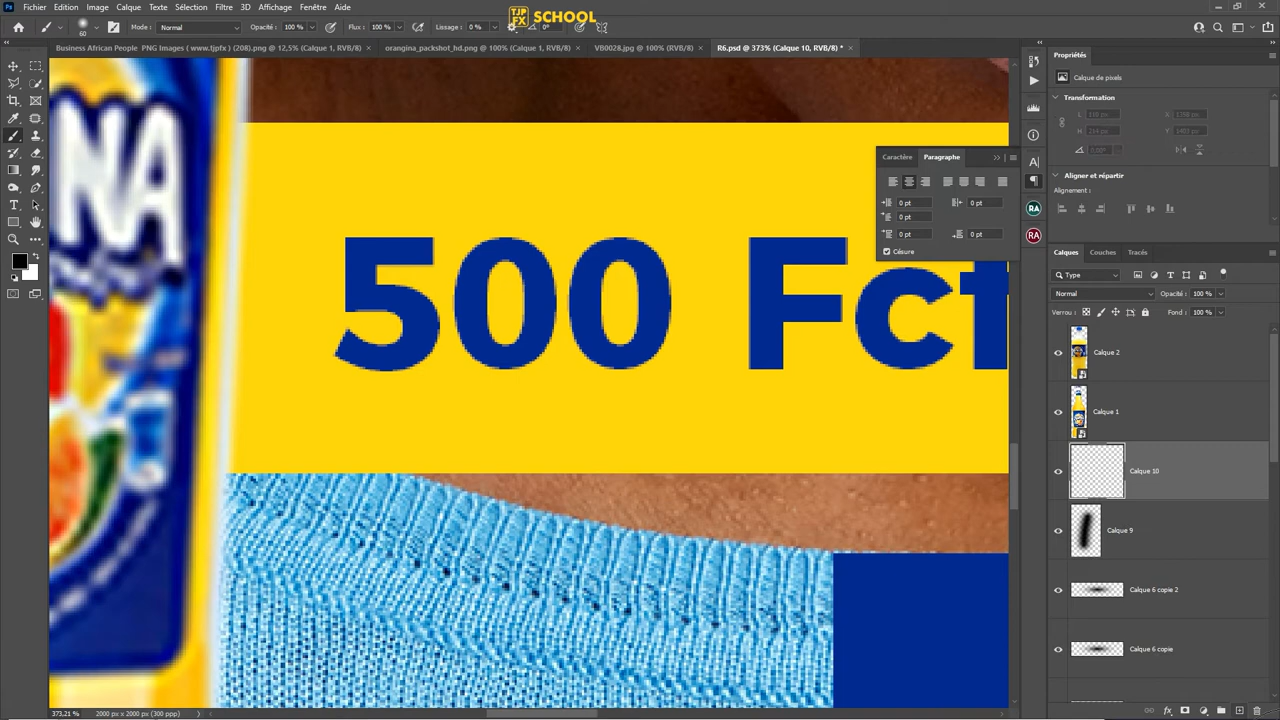 Fichier Edition Image Calque Texte Sélection Filtre 3D Affichage Fenêtre Aide
TJP FX SCHOOL
60 Mode : Normal Opacité : 100 % Flux : 100 % Lissage : 0 % 0°
Business African People PNG Images ( www.tjpfx ) (208).png @ 12,5% (Calque 1, RVB/8) × orangina_packshot_hd.png @ 100% (Calque 1, RVB/8) × VB0028.jpg @ 100% (RVB/8) × R6.psd @ 373% (Calque 10, RVB/8) * ×
Propriétés
Calque de pixels
Transformation
Aligner et répartir
Alignement :
Caractère Paragraphe
0 pt 0 pt
0 pt
0 pt 0 pt
Césure
RA
RA
NA
500 Fcf
Calques Couches Tracés
Type
Normal Opacité : 100 %
Verrou : Fond : 100 %
Calque 2
Calque 1
Calque 10
Calque 9
Calque 6 copie 2
Calque 6 copie
373,21 % 2000 px x 2000 px (300 ppp)